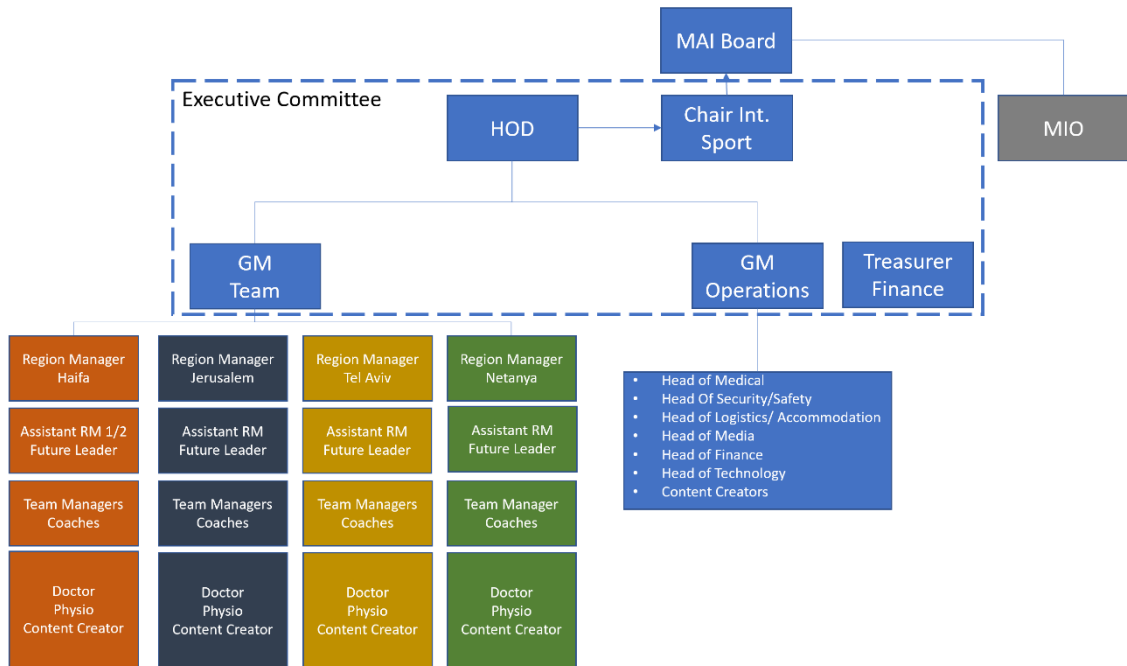 MAI Board
Executive Committee
HOD
Chair Int.
Sport
MIO
GM
Team
GM
Operations
Treasurer
Finance
Region Manager
Haifa
Region Manager
Jerusalem
Region Manager
Tel Aviv
Region Manager
Netanya
Assistant RM 1/2
Future Leader
Assistant RM
Future Leader
Assistant RM
Future Leader
Assistant RM
Future Leader
Team Managers
Coaches
Team Managers
Coaches
Team Managers
Coaches
Team Manager
Coaches
Doctor
Physio
Content Creator
Doctor
Physio
Content Creator
Doctor
Physio
Content Creator
Doctor
Physio
Content Creator
• Head of Medical
• Head Of Security/Safety
• Head of Logistics/ Accommodation
• Head of Media
• Head of Finance
• Head of Technology
• Content Creators